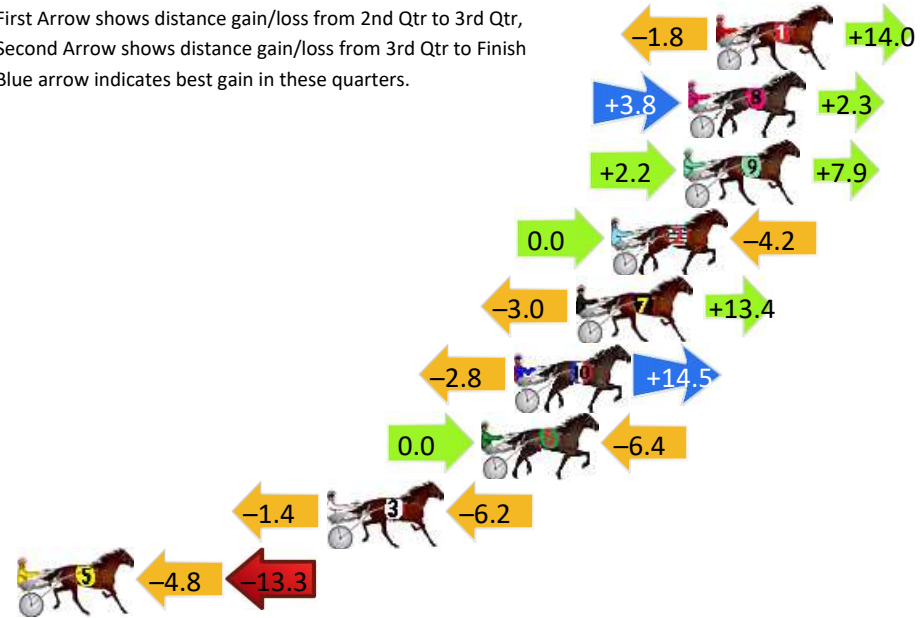 First Arrow shows distance gain/loss from 2nd Qtr to 3rd Qtr,
Second Arrow shows distance gain/loss from 3rd Qtr to Finish
Blue arrow indicates best gain in these quarters.
−1.8 1 +14.0
+3.8 8 +2.3
+2.2 9 +7.9
0.0 −4.2
−3.0 7 +13.4
−2.8 10 +14.5
0.0 −6.4
−1.4 3 −6.2
5 −4.8 −13.3